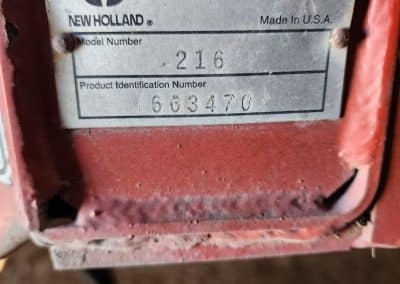 NEW HOLLAND ® Made In U.S.A.
Model Number
216
Product Identification Number
663470